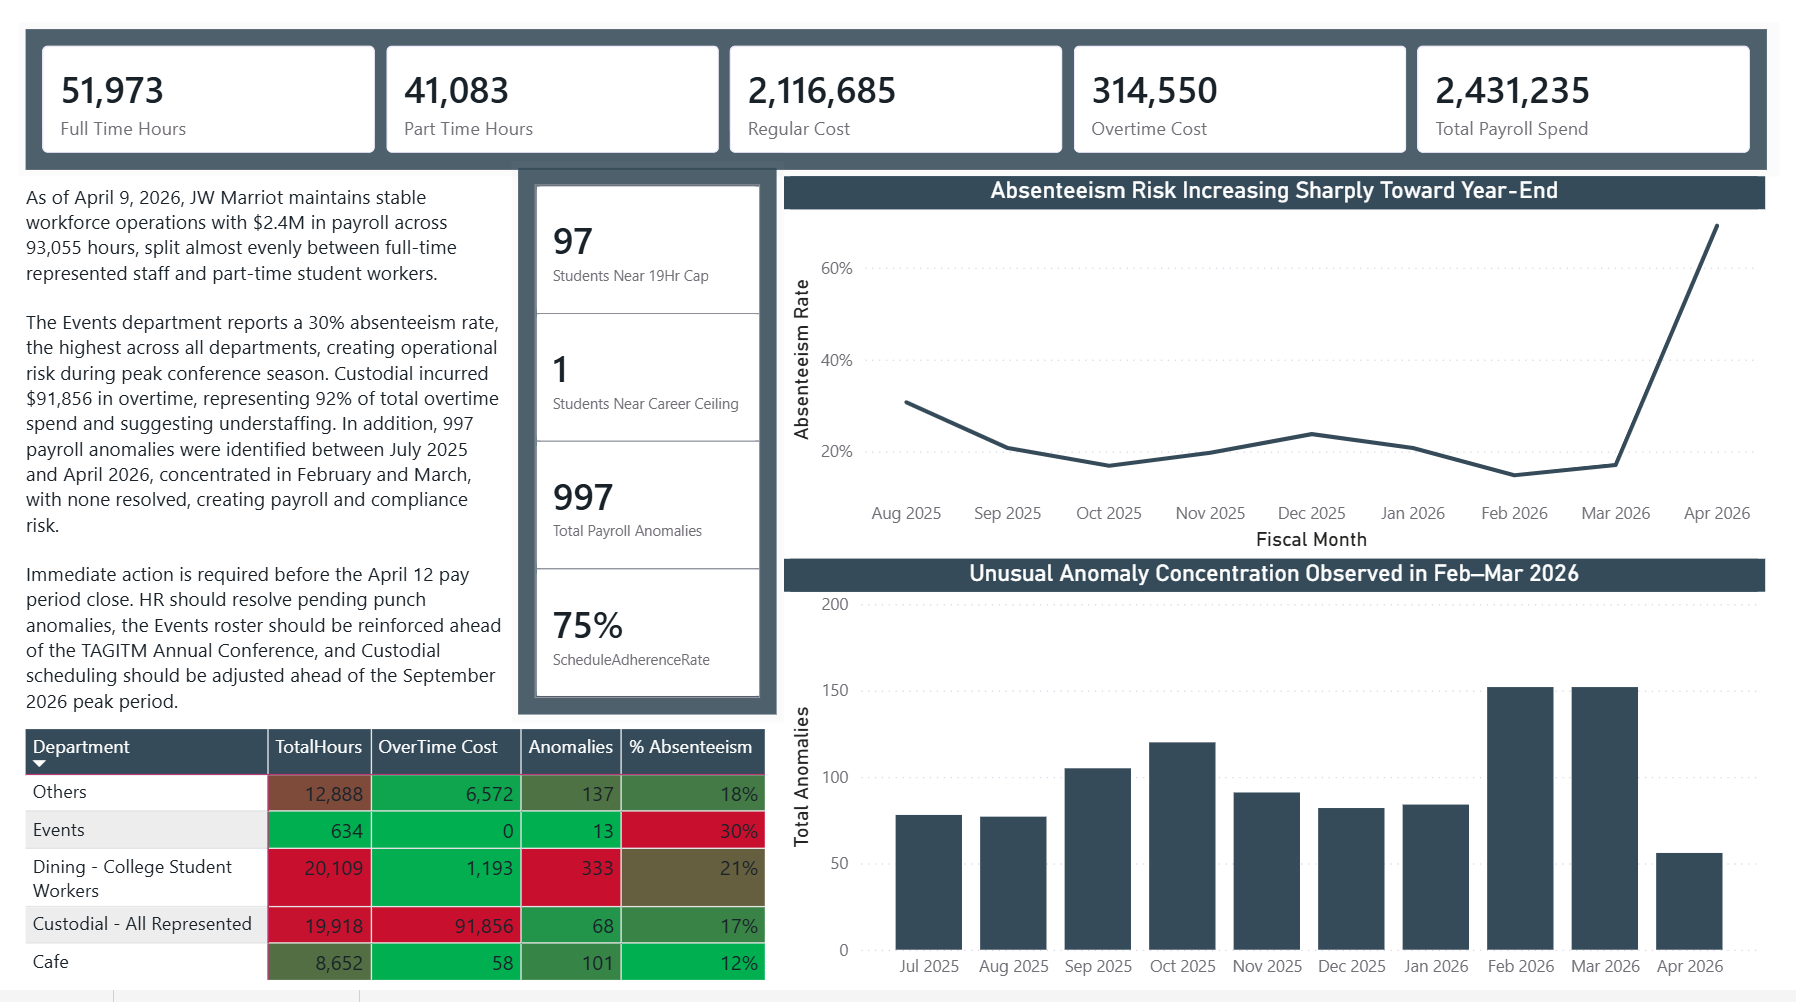 51,973
Full Time Hours
41,083
Part Time Hours
2,116,685
Regular Cost
314,550
Overtime Cost
2,431,235
Total Payroll Spend
As of April 9, 2026, JW Marriot maintains stable
workforce operations with $2.4M in payroll across
93,055 hours, split almost evenly between full-time
represented staff and part-time student workers.
The Events department reports a 30% absenteeism rate,
the highest across all departments, creating operational
risk during peak conference season. Custodial incurred
$91,856 in overtime, representing 92% of total overtime
spend and suggesting understaffing. In addition, 997
payroll anomalies were identified between July 2025
and April 2026, concentrated in February and March,
with none resolved, creating payroll and compliance
risk.
Immediate action is required before the April 12 pay
period close. HR should resolve pending punch
anomalies, the Events roster should be reinforced ahead
of the TAGITM Annual Conference, and Custodial
scheduling should be adjusted ahead of the September
2026 peak period.
97
Students Near 19Hr Cap
1
Students Near Career Ceiling
997
Total Payroll Anomalies
75%
ScheduleAdherenceRate
Absenteeism Risk Increasing Sharply Toward Year-End
Absenteeism Rate
60%
40%
20%
Aug 2025 Sep 2025 Oct 2025 Nov 2025 Dec 2025 Jan 2026 Feb 2026 Mar 2026 Apr 2026
Fiscal Month
Unusual Anomaly Concentration Observed in Feb–Mar 2026
Total Anomalies
200
150
100
50
0
Jul 2025 Aug 2025 Sep 2025 Oct 2025 Nov 2025 Dec 2025 Jan 2026 Feb 2026 Mar 2026 Apr 2026
Department TotalHours OverTime Cost Anomalies % Absenteeism
Others 12,888 6,572 137 18%
Events 634 0 13 30%
Dining - College Student 20,109 1,193 333 21%
Workers
Custodial - All Represented 19,918 91,856 68 17%
Cafe 8,652 58 101 12%